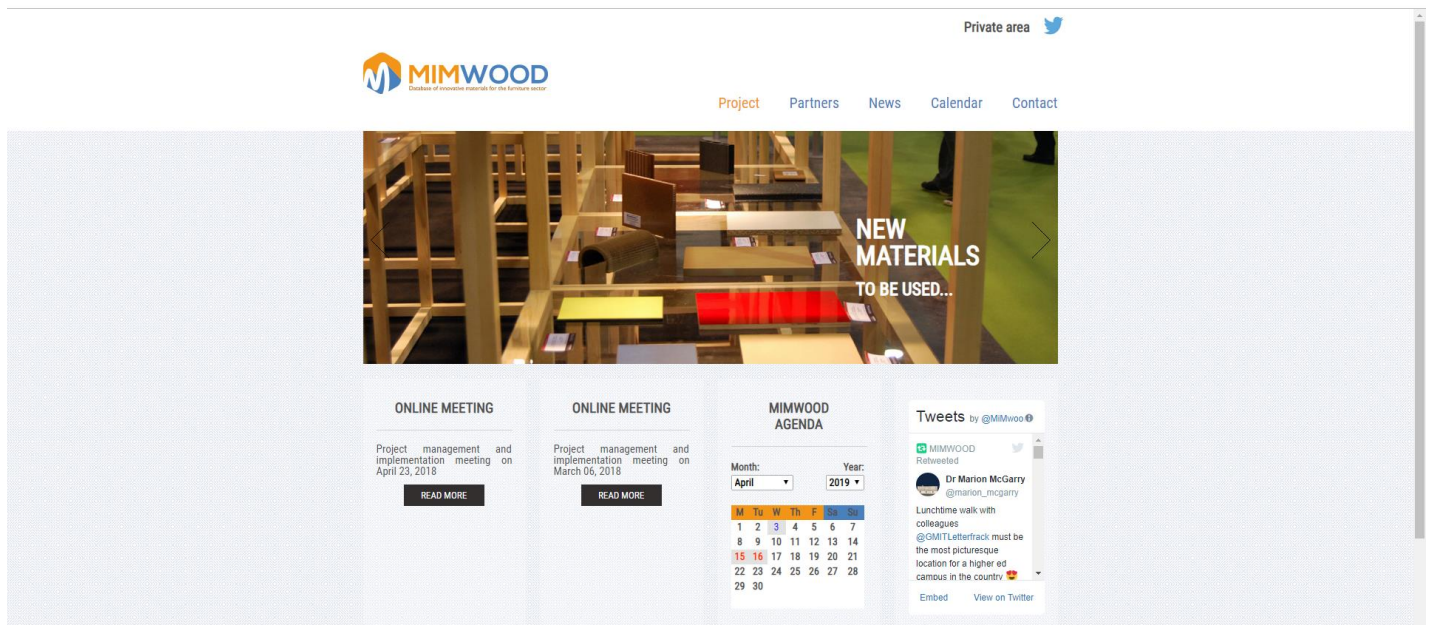 Private area
MIMWOOD
Database of innovative materials for the furniture sector
Project Partners News Calendar Contact
NEW
MATERIALS
TO BE USED...
ONLINE MEETING
Project management and
implementation meeting on
April 23, 2018
READ MORE
ONLINE MEETING
Project management and
implementation meeting on
March 06, 2018
READ MORE
MIMWOOD
AGENDA
Month: Year:
April 2019
M Tu W Th F Sa Su
1 2 3 4 5 6 7
8 9 10 11 12 13 14
15 16 17 18 19 20 21
22 23 24 25 26 27 28
29 30
Tweets by @MiMwoo
MIMWOOD
Retweeted
Dr Marion McGarry
@marion_mcgarry
Lunchtime walk with
colleagues
@GMITLetterfrack must be
the most picturesque
location for a higher ed
campus in the country
Embed View on Twitter